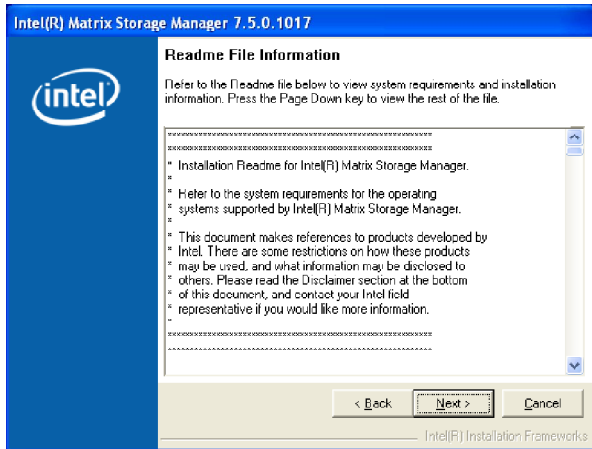 Intel(R) Matrix Storage Manager 7.5.0.1017
Readme File Information
Refer to the Readme file below to view system requirements and installation
information. Press the Page Down key to view the rest of the file.
intel
* Installation Readme for Intel(R) Matrix Storage Manager.
*
* Refer to the system requirements for the operating
* systems supported by Intel(R) Matrix Storage Manager.
*
* This document makes references to products developed by
* Intel. There are some restrictions on how these products
* may be used, and what information may be disclosed to
* others. Please read the Disclaimer section at the bottom
* of this document, and contact your Intel field
* representative if you would like more information.
*
< Back
Next >
Cancel
Intel(R) Installation Frameworks